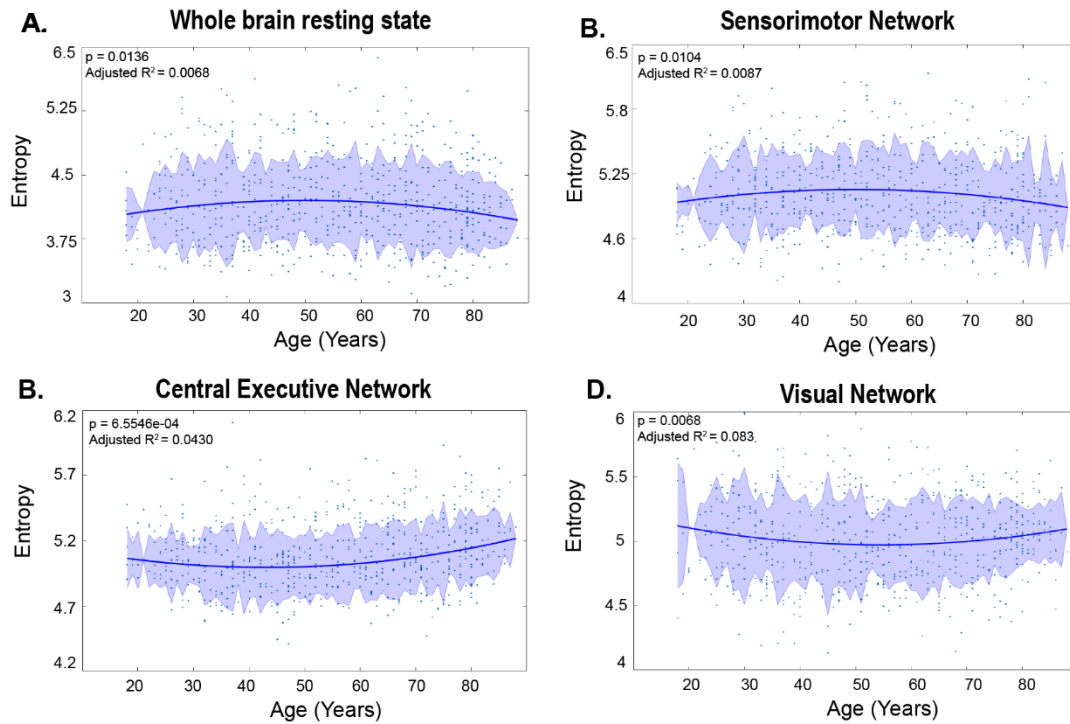 A.
Whole brain resting state
p = 0.0136
Adjusted R² = 0.0068
6.5
5.25
4.5
3.75
3
Entropy
20 30 40 50 60 70 80
Age (Years)
B.
Sensorimotor Network
p = 0.0104
Adjusted R² = 0.0087
6.5
5.8
5.25
4.6
4
Entropy
20 30 40 50 60 70 80
Age (Years)
B.
Central Executive Network
p = 6.5546e-04
Adjusted R² = 0.0430
6.2
5.7
5.2
4.7
4.2
Entropy
20 30 40 50 60 70 80
Age (Years)
D.
Visual Network
p = 0.0068
Adjusted R² = 0.083
6
5.5
5
4.5
4
Entropy
20 30 40 50 60 70 80
Age (Years)